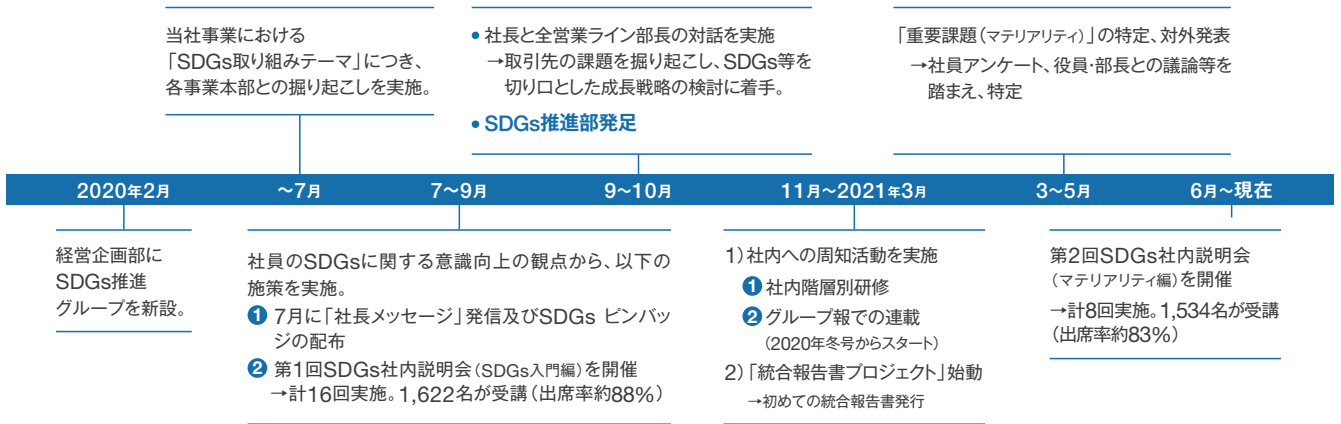 当社事業における
「SDGs取り組みテーマ」につき、
各事業本部との掘り起こしを実施。
● 社長と全営業ライン部長の対話を実施
→取引先の課題を掘り起こし、SDGs等を
切り口とした成長戦略の検討に着手。
● SDGs推進部発足
「重要課題(マテリアリティ)」の特定、対外発表
→社員アンケート、役員・部長との議論等を
踏まえ、特定
2020年2月 ～7月 7～9月 9～10月 11月～2021年3月 3～5月 6月～現在
経営企画部に
SDGs推進
グループを新設。
社員のSDGsに関する意識向上の観点から、以下の
施策を実施。
❶ 7月に「社長メッセージ」発信及びSDGs ピンバッ
ジの配布
❷ 第1回SDGs社内説明会(SDGs入門編)を開催
→計16回実施。1,622名が受講(出席率約88%)
1)社内への周知活動を実施
❶ 社内階層別研修
❷ グループ報での連載
(2020年冬号からスタート)
2)「統合報告書プロジェクト」始動
→初めての統合報告書発行
第2回SDGs社内説明会
(マテリアリティ編)を開催
→計8回実施。1,534名が受講
(出席率約83%)